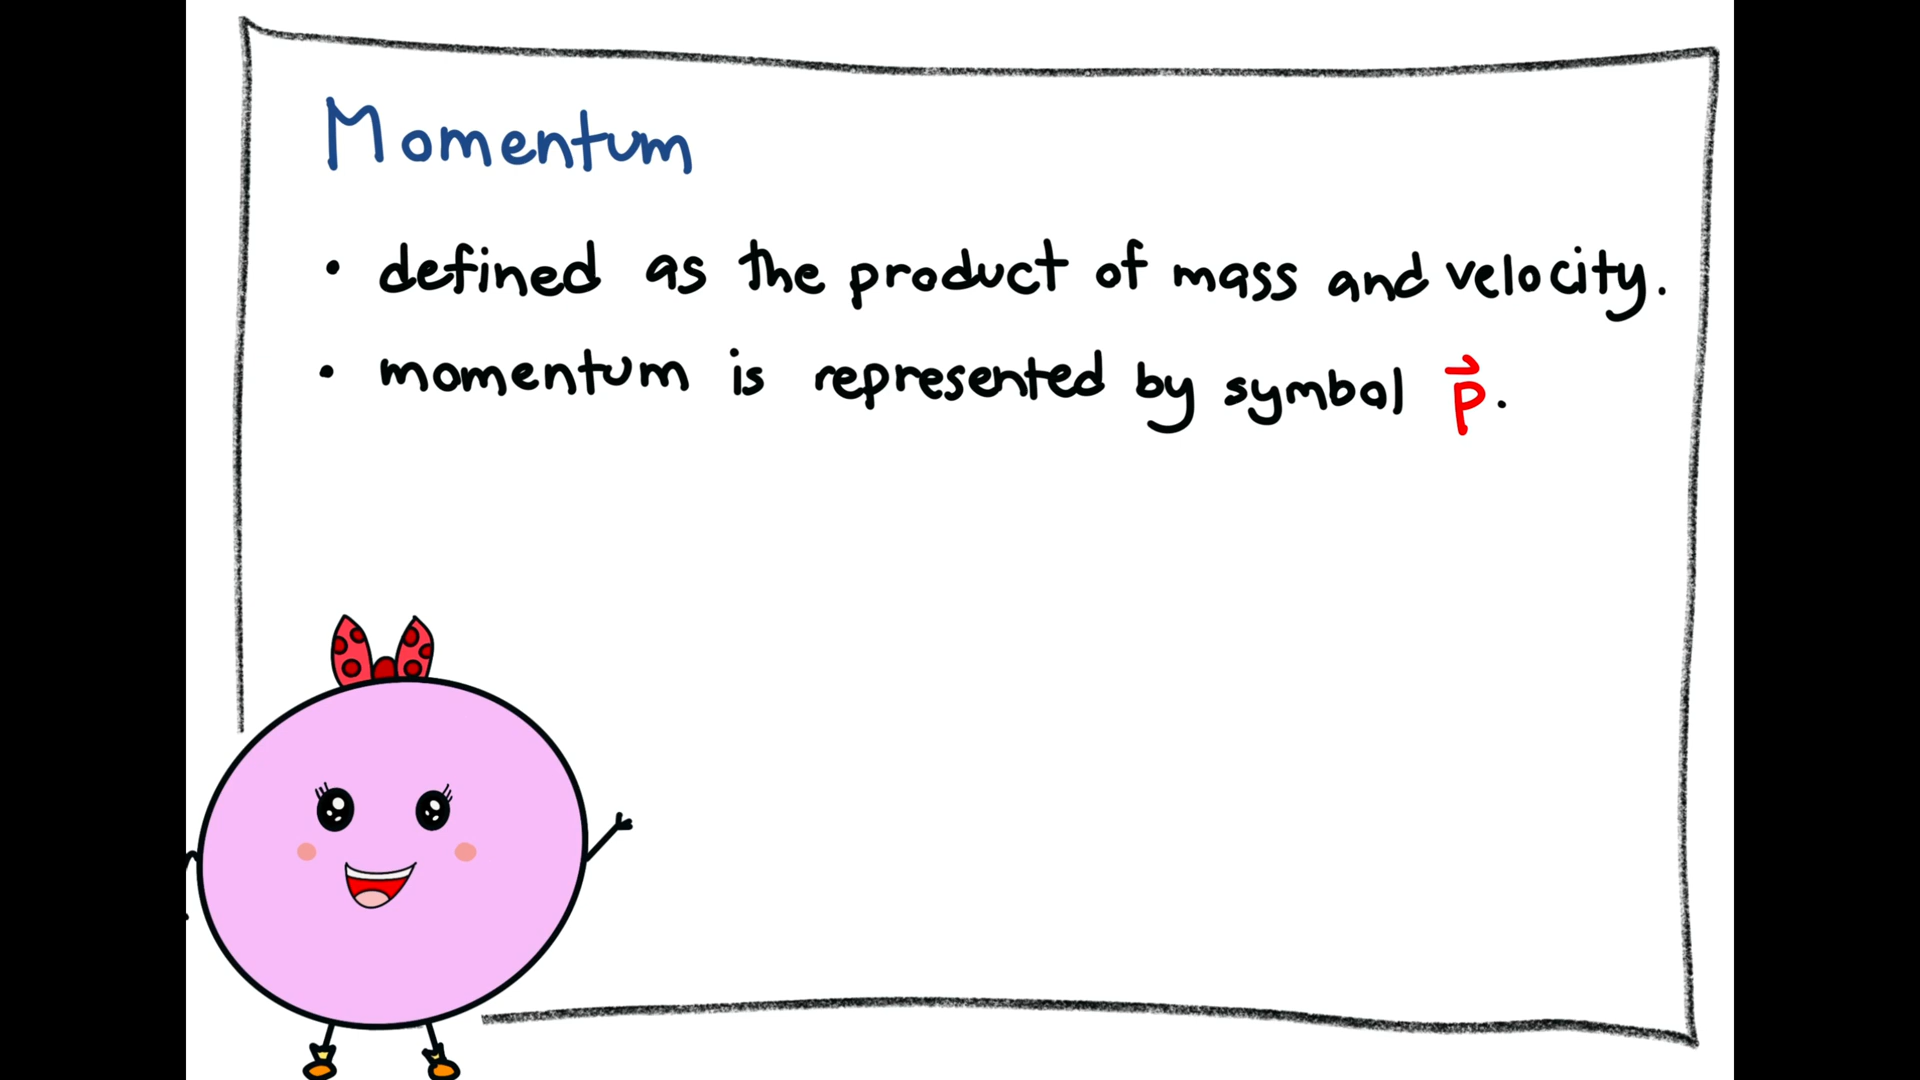 Momentum
• defined as the product of mass and velocity.
• momentum is represented by symbol p⃗.